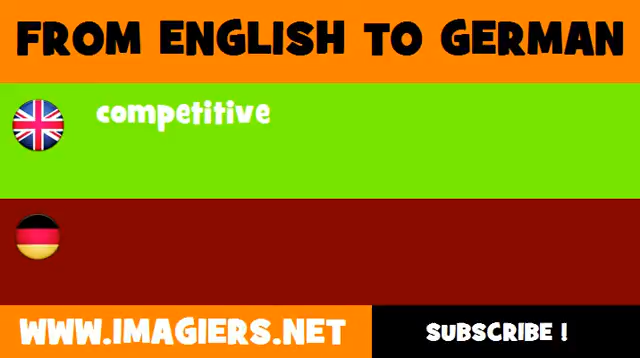 FROM ENGLISH TO GERMAN
competitive
WWW.IMAGIERS.NET
SUBSCRIBE !